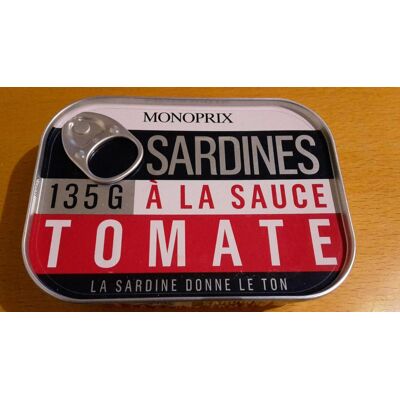 MONOPRIX
SARDINES
135G À LA SAUCE
TOMATE
LA SARDINE DONNE LE TON